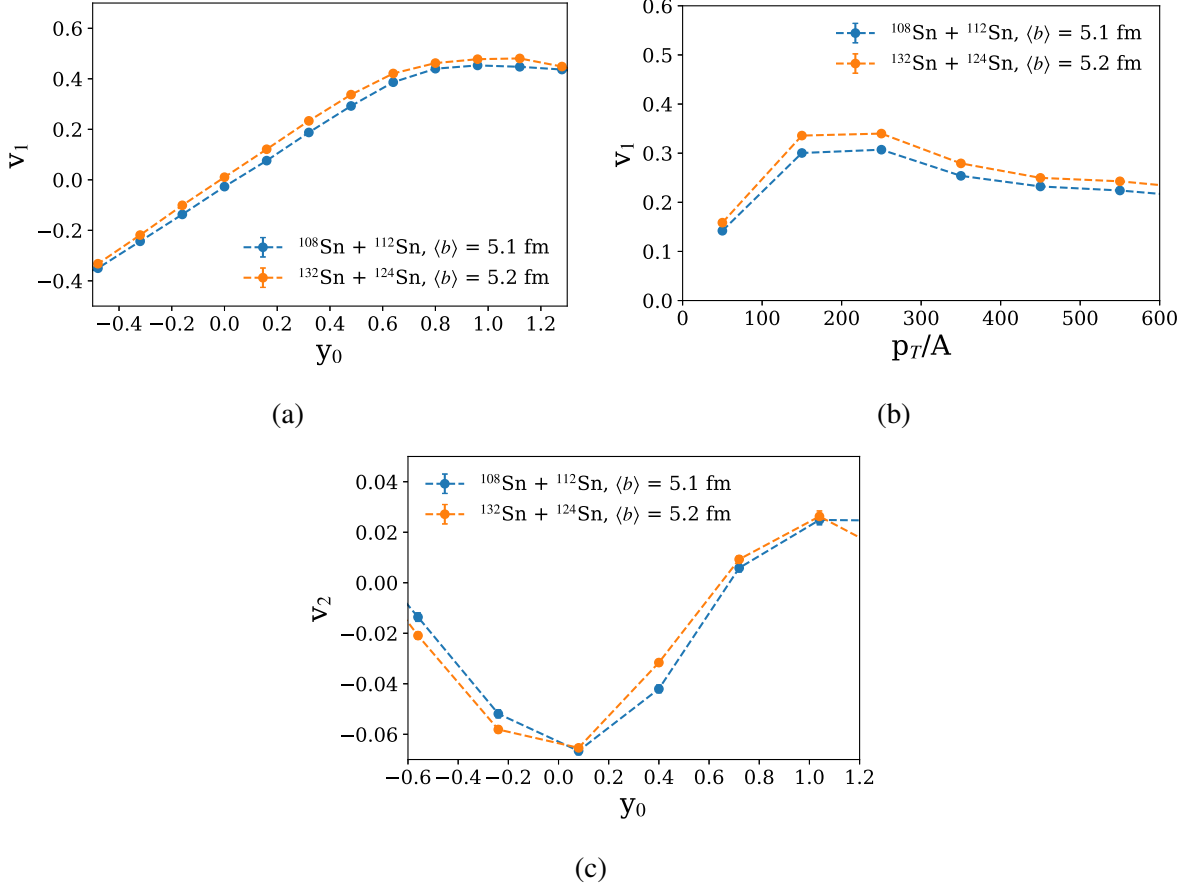 0.6
0.4
0.2
0.0
−0.2
−0.4
v₁
−0.4 −0.2 0.0 0.2 0.4 0.6 0.8 1.0 1.2
y₀
¹⁰⁸Sn + ¹¹²Sn, ⟨b⟩ = 5.1 fm
¹³²Sn + ¹²⁴Sn, ⟨b⟩ = 5.2 fm
(a)
0.6
0.5
0.4
0.3
0.2
0.1
0.0
v₁
0 100 200 300 400 500 600
p_T/A
¹⁰⁸Sn + ¹¹²Sn, ⟨b⟩ = 5.1 fm
¹³²Sn + ¹²⁴Sn, ⟨b⟩ = 5.2 fm
(b)
0.04
0.02
0.00
−0.02
−0.04
−0.06
v₂
−0.6 −0.4 −0.2 0.0 0.2 0.4 0.6 0.8 1.0 1.2
y₀
¹⁰⁸Sn + ¹¹²Sn, ⟨b⟩ = 5.1 fm
¹³²Sn + ¹²⁴Sn, ⟨b⟩ = 5.2 fm
(c)